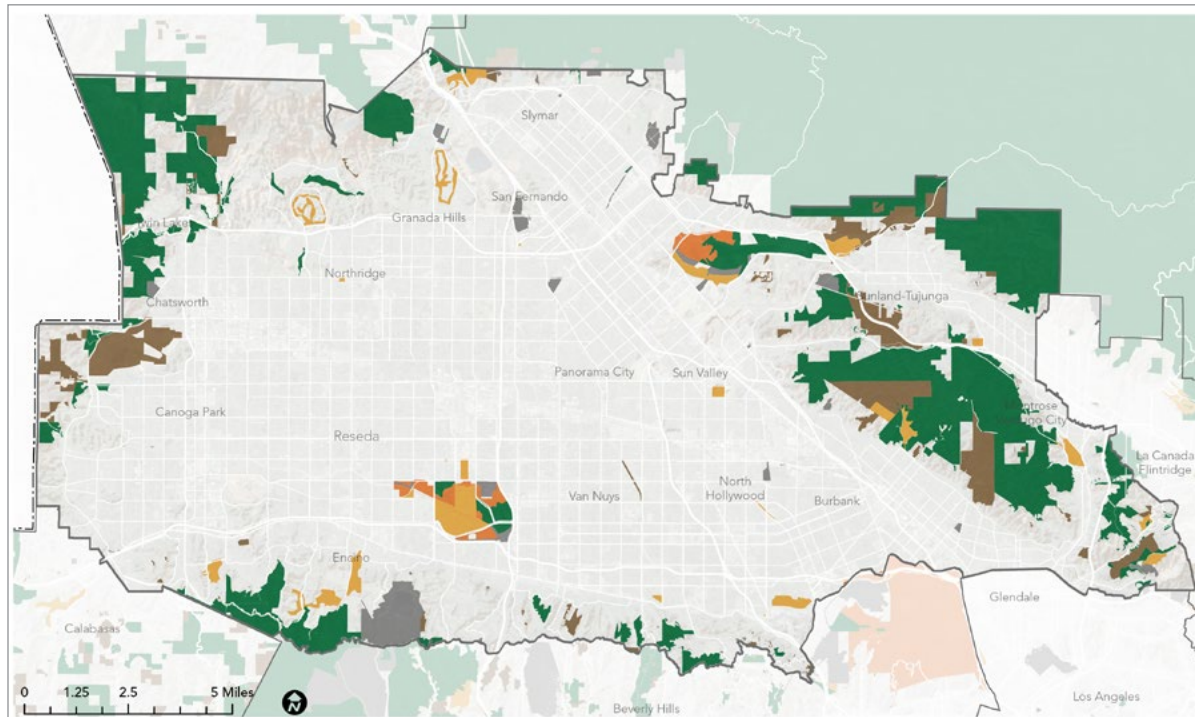 Slymar
San Fernando
Granada Hills
Northridge
Chatsworth
Sunland-Tujunga
Panorama City
Sun Valley
Canoga Park
Reseda
La Canada
Flintridge
Van Nuys
North
Hollywood
Burbank
Encino
Glendale
Calabasas
Los Angeles
Beverly Hills
0 1.25 2.5 5 Miles
N